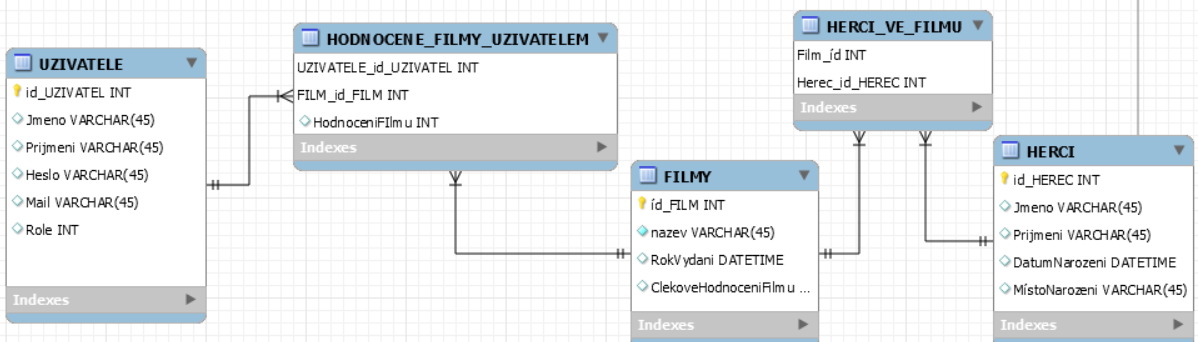 UZIVATELE
id_UZIVATEL INT
Jmeno VARCHAR(45)
Prijmeni VARCHAR(45)
Heslo VARCHAR(45)
Mail VARCHAR(45)
Role INT
Indexes
HODNOCENE_FILMY_UZIVATELEM
UZIVATELE_id_UZIVATEL INT
FILM_id_FILM INT
HodnoceniFIlmu INT
Indexes
FILMY
íd_FILM INT
nazev VARCHAR(45)
RokVydani DATETIME
ClekoveHodnoceniFilmu ...
Indexes
HERCI_VE_FILMU
Film_íd INT
Herec_id_HEREC INT
Indexes
HERCI
id_HEREC INT
Jmeno VARCHAR(45)
Prijmeni VARCHAR(45)
DatumNarozeni DATETIME
MístoNarozeni VARCHAR(45)
Indexes